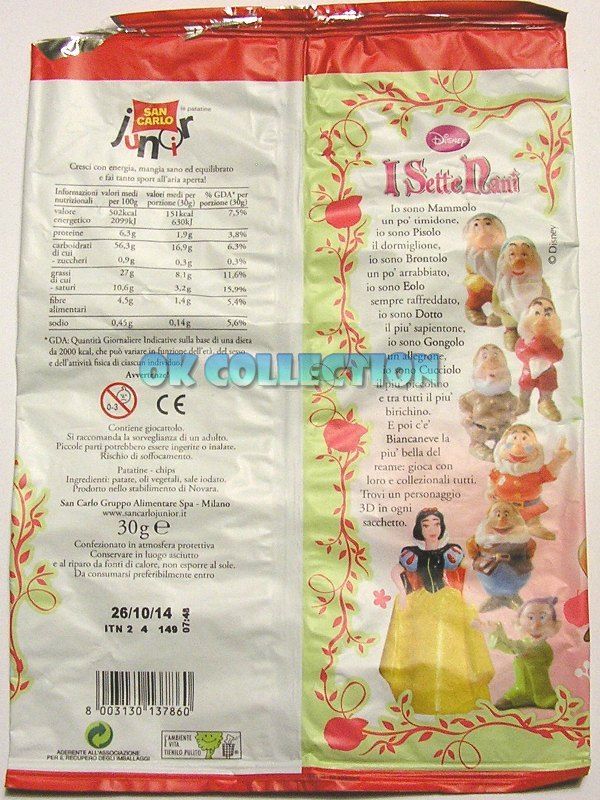 le patatine
SAN
CARLO
junior
Cresci con energia, mangia sano ed equilibrato
e fai tanto sport all'aria aperta!
Informazioni nutrizionali valori medi per 100g valori medi per porzione (30g) % GDA* per porzione (30g)
valore energetico 502kcal 2099kJ 151kcal 630kJ 7,5%
proteine 6,3g 1,9g 3,8%
carboidrati di cui 56,3g 16,9g 6,3%
- zuccheri 0,9g 0,3g 0,3%
grassi di cui 27g 8,1g 11,6%
- saturi 10,6g 3,2g 15,9%
fibre alimentari 4,5g 1,4g 5,4%
sodio 0,45g 0,14g 5,6%
*GDA: Quantità Giornaliere Indicative sulla base di una dieta
da 2000 kcal, che può variare in funzione dell'età, del sesso
e dell'attività fisica di ciascun individuo
Avvertenze
0-3
CE
Contiene giocattolo.
Si raccomanda la sorveglianza di un adulto.
Piccole parti potrebbero essere ingerite o inalate.
Rischio di soffocamento.
Patatine - chips
Ingredienti: patate, oli vegetali, sale iodato.
Prodotto nello stabilimento di Novara.
San Carlo Gruppo Alimentare Spa - Milano
www.sancarlojunior.it
30g e
Confezionato in atmosfera protettiva
Conservare in luogo asciutto
e al riparo da fonti di calore, non esporre al sole.
Da consumarsi preferibilmente entro
26/10/14
ITN 2 4 149 07:48
8 003130 137860
ADERENTE ALL'ASSOCIAZIONE
PER IL RECUPERO DEGLI IMBALLAGGI
L'AMBIENTE
È VITA
TIENILO PULITO
Disney
I Sette Nani
Io sono Mammolo
un po' timidone,
io sono Pisolo
il dormiglione,
io sono Brontolo
un po' arrabbiato,
io sono Eolo
sempre raffreddato,
io sono Dotto
il piu' sapientone,
io sono Gongolo
un allegrone,
io sono Cucciolo
il piu' piccolino
e tra tutti il piu'
birichino.
E poi c'e'
Biancaneve la
piu' bella del
reame: gioca con
loro e collezionali tutti.
Trovi un personaggio
3D in ogni
sacchetto.
© Disney
OK COLLECTION